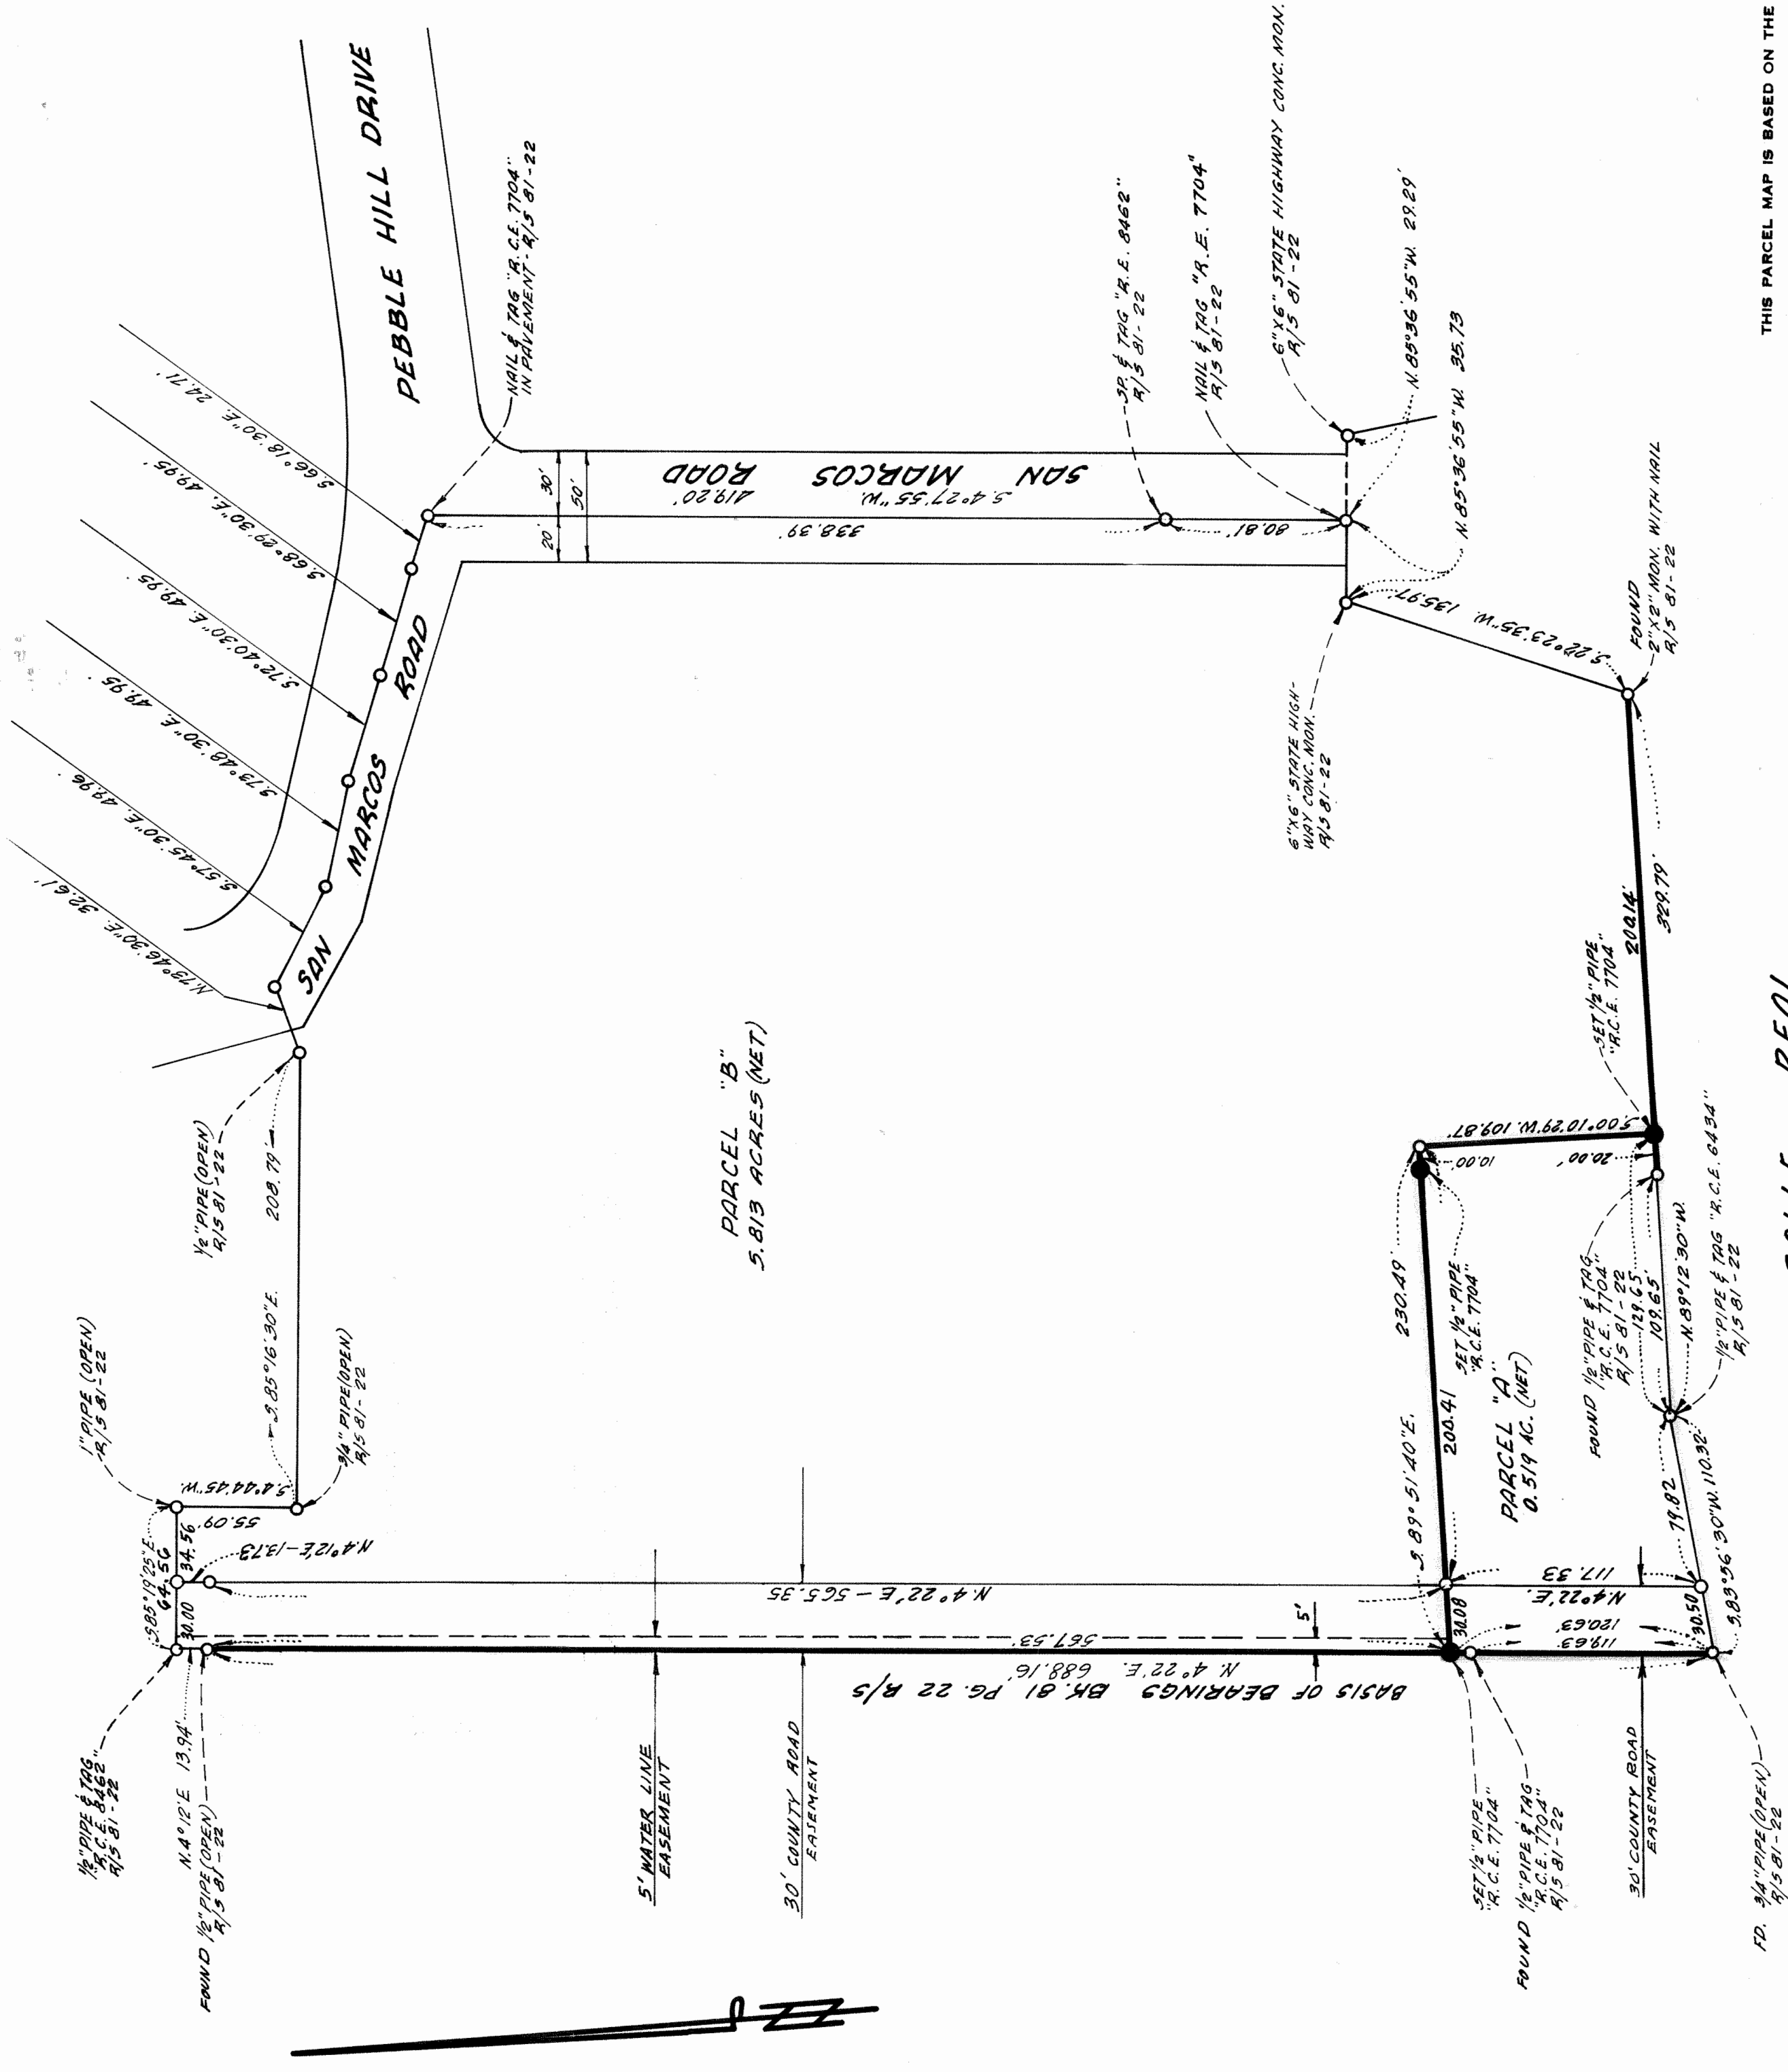 THIS PARCEL MAP IS BASED ON THE
PEBBLE HILL DRIVE
S.66°18'30"E. 24.71'
S.68°29'30"E. 49.95'
S.72°40'30"E. 49.95'
S.73°48'30"E. 49.95'
S.57°45'30"E. 49.96'
N.73°46'30"E. 32.61'
NAIL & TAG "R.C.E. 7704"
IN PAVEMENT - R/S 81-22
SAN MARCOS ROAD
SAN MARCOS ROAD
S.4°27'55"W. 419.20'
338.39'
80.81'
20'
30'
50'
SP. & TAG "R.E. 8462"
R/S 81-22
NAIL & TAG "R.E. 7704"
R/S 81-22
6"X6" STATE HIGHWAY CONC. MON.
R/S 81-22
N.85°36'55"W. 29.29'
N.85°36'55"W. 35.73
6"X6" STATE HIGH-
WAY CONC. MON.
R/S 81-22
S.22°23'35"W. 135.97'
FOUND
2"X2" MON. WITH NAIL
R/S 81-22
1" PIPE (OPEN)
R/S 81-22
1/2" PIPE (OPEN)
R/S 81-22
S.85°16'30"E. 208.79'
3/4" PIPE (OPEN)
R/S 81-22
S.4°44'45"W.
55.09'
S.85°19'25"E.
64.56
30.00
34.56
N.4°12'E-13.73
1/2" PIPE & TAG
"R.C.E. 8462"
R/S 81-22
N.4°12'E 13.94'
FOUND 1/2" PIPE (OPEN)
R/S 81-22
PARCEL "B"
5.813 ACRES (NET)
N.4°22'E-565.35
567.53'
N.4°22'E. 688.16'
BASIS OF BEARINGS BK. 81 PG. 22 R/S
5'
5' WATER LINE
EASEMENT
30' COUNTY ROAD
EASEMENT
S.89°51'40"E. 230.49'
200.41
30.08
SET 1/2" PIPE
"R.C.E. 7704"
PARCEL "A"
0.519 AC. (NET)
S.00°10'29"W. 109.87'
10.00'
20.00'
SET 1/2" PIPE
"R.C.E. 7704"
200.14'
329.79'
FOUND 1/2" PIPE & TAG
"R.C.E. 7704"
R/S 81-22
129.65
109.65'
N.89°12'30"W.
1/2" PIPE & TAG "R.C.E. 6434"
R/S 81-22
79.82
30.50
S.83°56'30"W. 110.32
117.33
N.4°22'E.
120.63'
119.63'
SET 1/2" PIPE
"R.C.E. 7704"
FOUND 1/2" PIPE & TAG
"R.C.E. 7704"
R/S 81-22
30' COUNTY ROAD
EASEMENT
FD. 3/4" PIPE (OPEN)
R/S 81-22
N